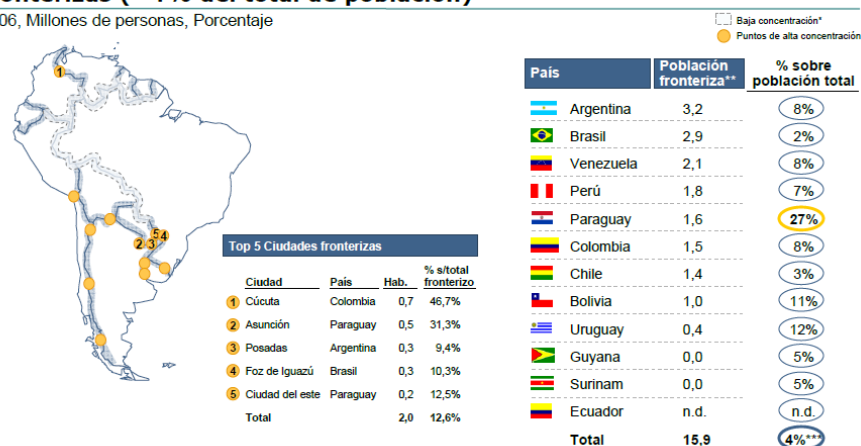 06, Millones de personas, Porcentaje
Baja concentración*
Puntos de alta concentración
1
5 4
2 3
Top 5 Ciudades fronterizas
Ciudad País Hab. % s/total fronterizo
1 Cúcuta Colombia 0,7 46,7%
2 Asunción Paraguay 0,5 31,3%
3 Posadas Argentina 0,3 9,4%
4 Foz de Iguazú Brasil 0,3 10,3%
5 Ciudad del este Paraguay 0,2 12,5%
Total 2,0 12,6%
País Población fronteriza** % sobre población total
Argentina 3,2 8%
Brasil 2,9 2%
Venezuela 2,1 8%
Perú 1,8 7%
Paraguay 1,6 27%
Colombia 1,5 8%
Chile 1,4 3%
Bolivia 1,0 11%
Uruguay 0,4 12%
Guyana 0,0 5%
Surinam 0,0 5%
Ecuador n.d. n.d.
Total 15,9 4%***